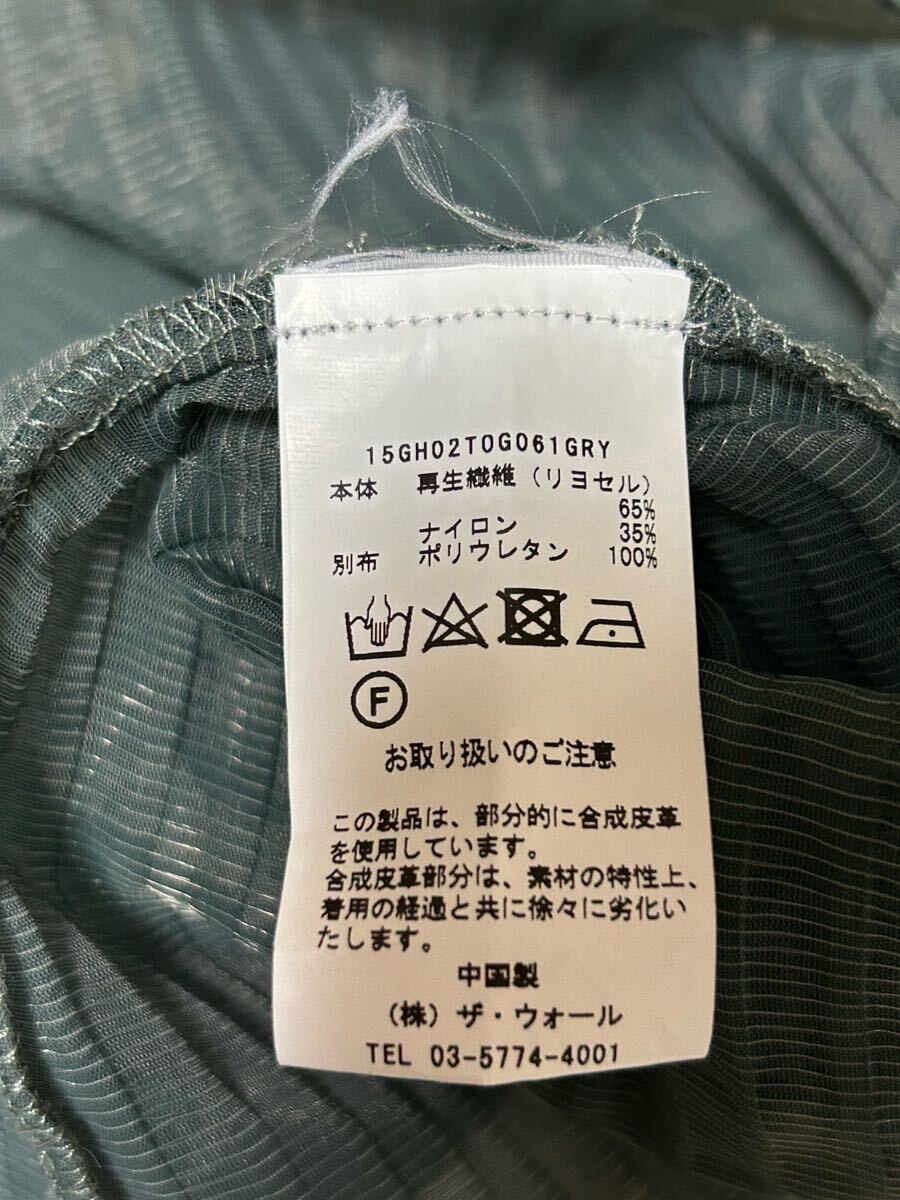 15GH02T0G061GRY
本体 再生繊維(リヨセル)
65%
ナイロン 35%
別布 ポリウレタン 100%
F
お取り扱いのご注意
この製品は、部分的に合成皮革
を使用しています。
合成皮革部分は、素材の特性上、
着用の経過と共に徐々に劣化い
たします。
中国製
(株)ザ・ウォール
TEL 03-5774-4001